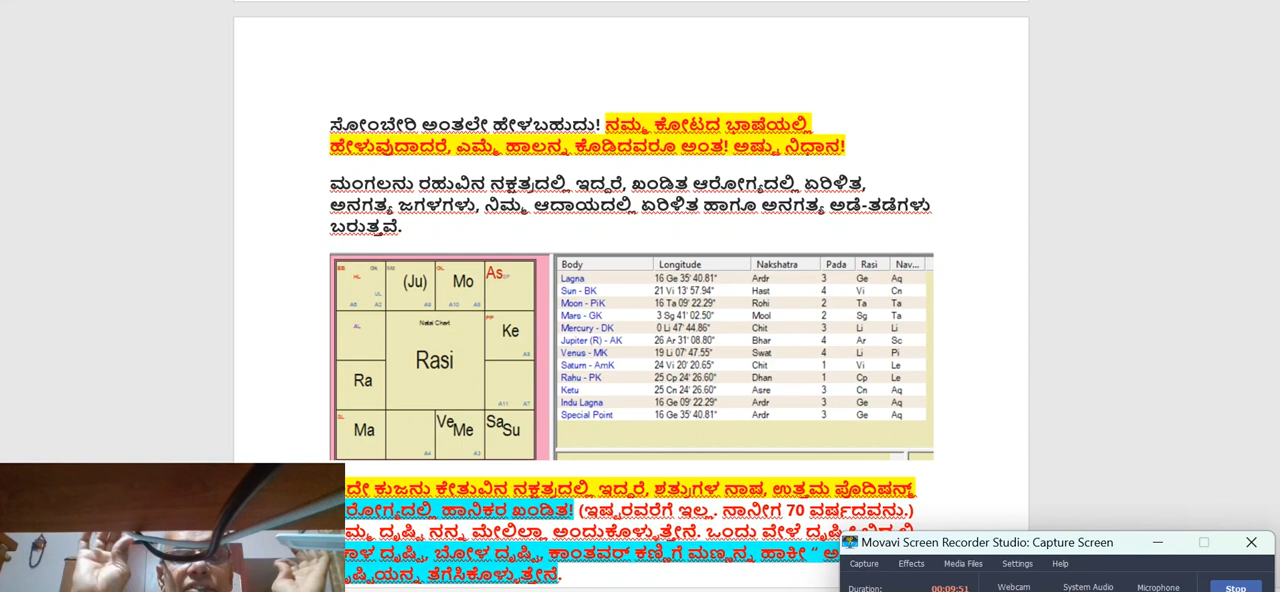 ಸೋಂಬೇರಿ ಅಂತಲೇ ಹೇಳಬಹುದು! ನಮ್ಮ ಕೋಟದ ಭಾಷೆಯಲ್ಲಿ
ಹೇಳುವುದಾದರೆ, ಎಮ್ಮೆ ಹಾಲನ್ನ ಕೊಡಿದವರೂ ಅಂತ! ಅಷ್ಟು ನಿಧಾನ!
ಮಂಗಲನು ರಹುವಿನ ನಕ್ಷತ್ರದಲ್ಲಿ ಇದ್ದರೆ, ಖಂಡಿತ ಆರೋಗ್ಯದಲ್ಲಿ ಏರಿಳಿತ,
ಅನಗತ್ಯ ಜಗಳಗಳು, ನಿಮ್ಮ ಆದಾಯದಲ್ಲಿ ಏರಿಳಿತ ಹಾಗೂ ಅನಗತ್ಯ ಅಡೆ-ತಡೆಗಳು
ಬರುತ್ತವೆ.
(Ju) Mo As
Natal Chart
Rasi
Ke
Ra
Ma
Ve Me
Sa Su
Body Longitude Nakshatra Pada Rasi Nav...
Lagna 16 Ge 35' 40.81" Ardr 3 Ge Aq
Sun - BK 21 Vi 13' 57.94" Hast 4 Vi Cn
Moon - PiK 16 Ta 09' 22.29" Rohi 2 Ta Ta
Mars - GK 3 Sg 41' 02.50" Mool 2 Sg Ta
Mercury - DK 0 Li 47' 44.86" Chit 3 Li Li
Jupiter (R) - AK 26 Ar 31' 08.80" Bhar 4 Ar Sc
Venus - MK 19 Li 07' 47.55" Swat 4 Li Pi
Saturn - AmK 24 Vi 20' 20.65" Chit 1 Vi Le
Rahu - PK 25 Cp 24' 26.60" Dhan 1 Cp Le
Ketu 25 Cn 24' 26.60" Asre 3 Cn Aq
Indu Lagna 16 Ge 09' 22.29" Ardr 3 Ge Aq
Special Point 16 Ge 35' 40.81" Ardr 3 Ge Aq
ದೇ ಕುಜನು ಕೇತುವಿನ ನಕ್ಷತ್ರದಲ್ಲಿ ಇದ್ದರೆ, ಶತ್ರುಗಳ ನಾಷ, ಉತ್ತಮ ಪೊದಿಷನ್
ರೋಗ್ಯದಲ್ಲಿ ಹಾನಿಕರ ಖಂಡಿತ! (ಇಷ್ಟರವರೆಗೆ ಇಲ್ಲ. ನಾನೀಗ 70 ವರ್ಷದವನು.)
ಮ್ಮ ದೃಷ್ಟಿ ನನ್ನ ಮೇಲಿಲ್ಲಾ ಅಂದುಕೊಳ್ಳುತ್ತೇನೆ. ಒಂದು ವೇಳೆ
ದೃಷ್ಟಿ, ಬೋಳ ದೃಷ್ಟಿ, ಕಾಂತವರ್ ಕಣ್ಣಿಗೆ ಮಣ್ಣನ್ನ ಹಾಕೀ “
ತೆಗೆಸಿಕೊಳ್ಳುತ್ತೇನೆ.
Movavi Screen Recorder Studio: Capture Screen
Capture Effects Media Files Settings Help
Duration: 00:09:51 Webcam System Audio Microphone Stop